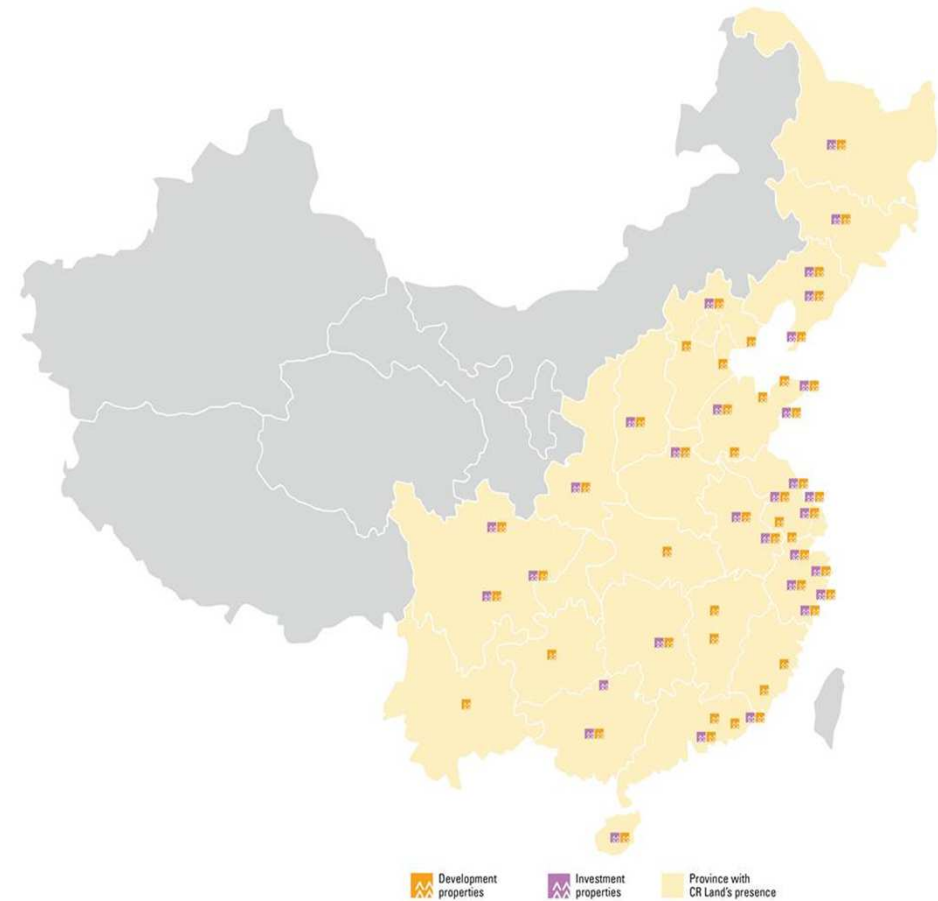 Development
properties
Investment
properties
Province with
CR Land's presence